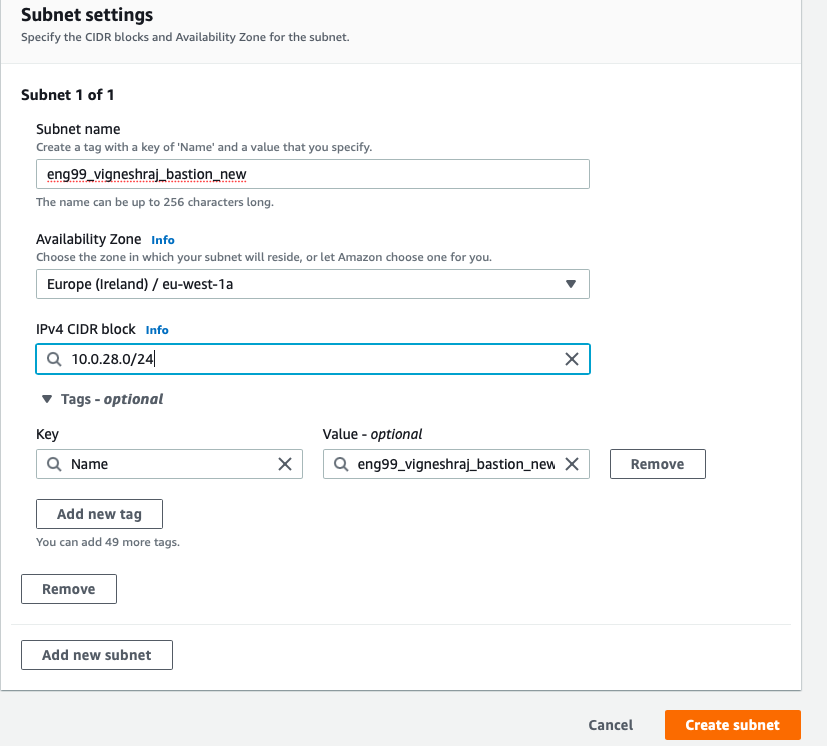 Subnet settings
Specify the CIDR blocks and Availability Zone for the subnet.
Subnet 1 of 1
Subnet name
Create a tag with a key of 'Name' and a value that you specify.
eng99_vigneshraj_bastion_new
The name can be up to 256 characters long.
Availability Zone Info
Choose the zone in which your subnet will reside, or let Amazon choose one for you.
Europe (Ireland) / eu-west-1a
IPv4 CIDR block Info
10.0.28.0/24
Tags - optional
Key Value - optional
Name eng99_vigneshraj_bastion_new Remove
Add new tag
You can add 49 more tags.
Remove
Add new subnet
Cancel Create subnet